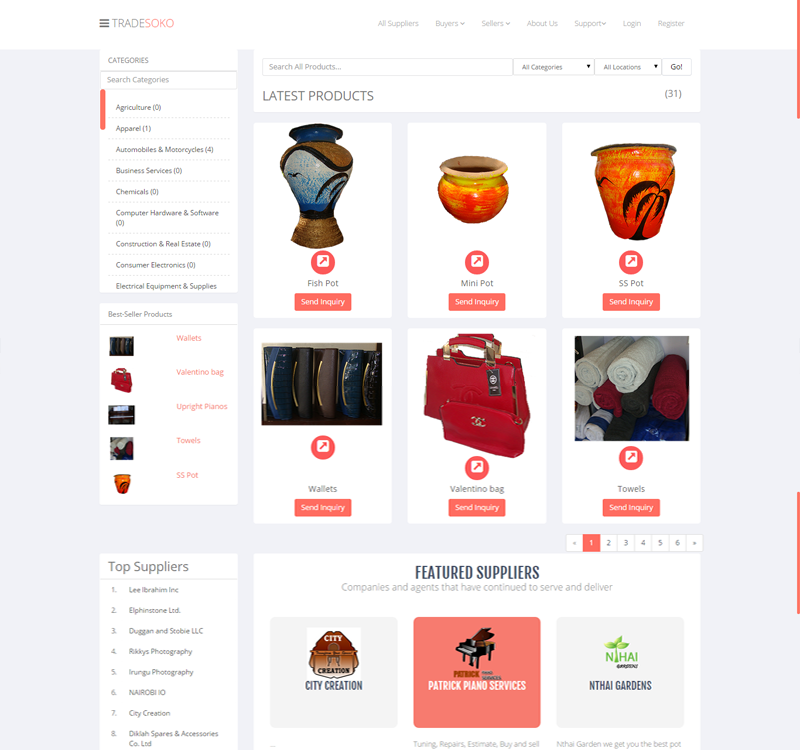 TRADESOKO
All Suppliers
Buyers
Sellers
About Us
Support
Login
Register
CATEGORIES
Search Categories
Agriculture (0)
Apparel (1)
Automobiles & Motorcycles (4)
Business Services (0)
Chemicals (0)
Computer Hardware & Software
(0)
Construction & Real Estate (0)
Consumer Electronics (0)
Electrical Equipment & Supplies
Search All Products...
All Categories
All Locations
Go!
LATEST PRODUCTS
(31)
Fish Pot
Mini Pot
SS Pot
Send Inquiry
Send Inquiry
Send Inquiry
Best-Seller Products
Wallets
Valentino bag
Upright Pianos
Towels
SS Pot
Wallets
Valentino bag
Towels
Send Inquiry
Send Inquiry
Send Inquiry
« 1 2 3 4 5 6 »
Top Suppliers
1. Lee Ibrahim Inc
2. Elphinstone Ltd.
3. Duggan and Stobie LLC
4. Rikkys Photography
5. Irungu Photography
6. NAIROBI IO
7. City Creation
8. Diklah Spares & Accessories
Co. Ltd
FEATURED SUPPLIERS
Companies and agents that have continued to serve and deliver
CITY
CREATION
CITY CREATION
PATRICK
PATRICK PIANO SERVICES
NTHAI
GARDENS
NTHAI GARDENS
...
Tuning, Repairs, Estimate, Buy and sell
Nthai Garden we get you the best pot